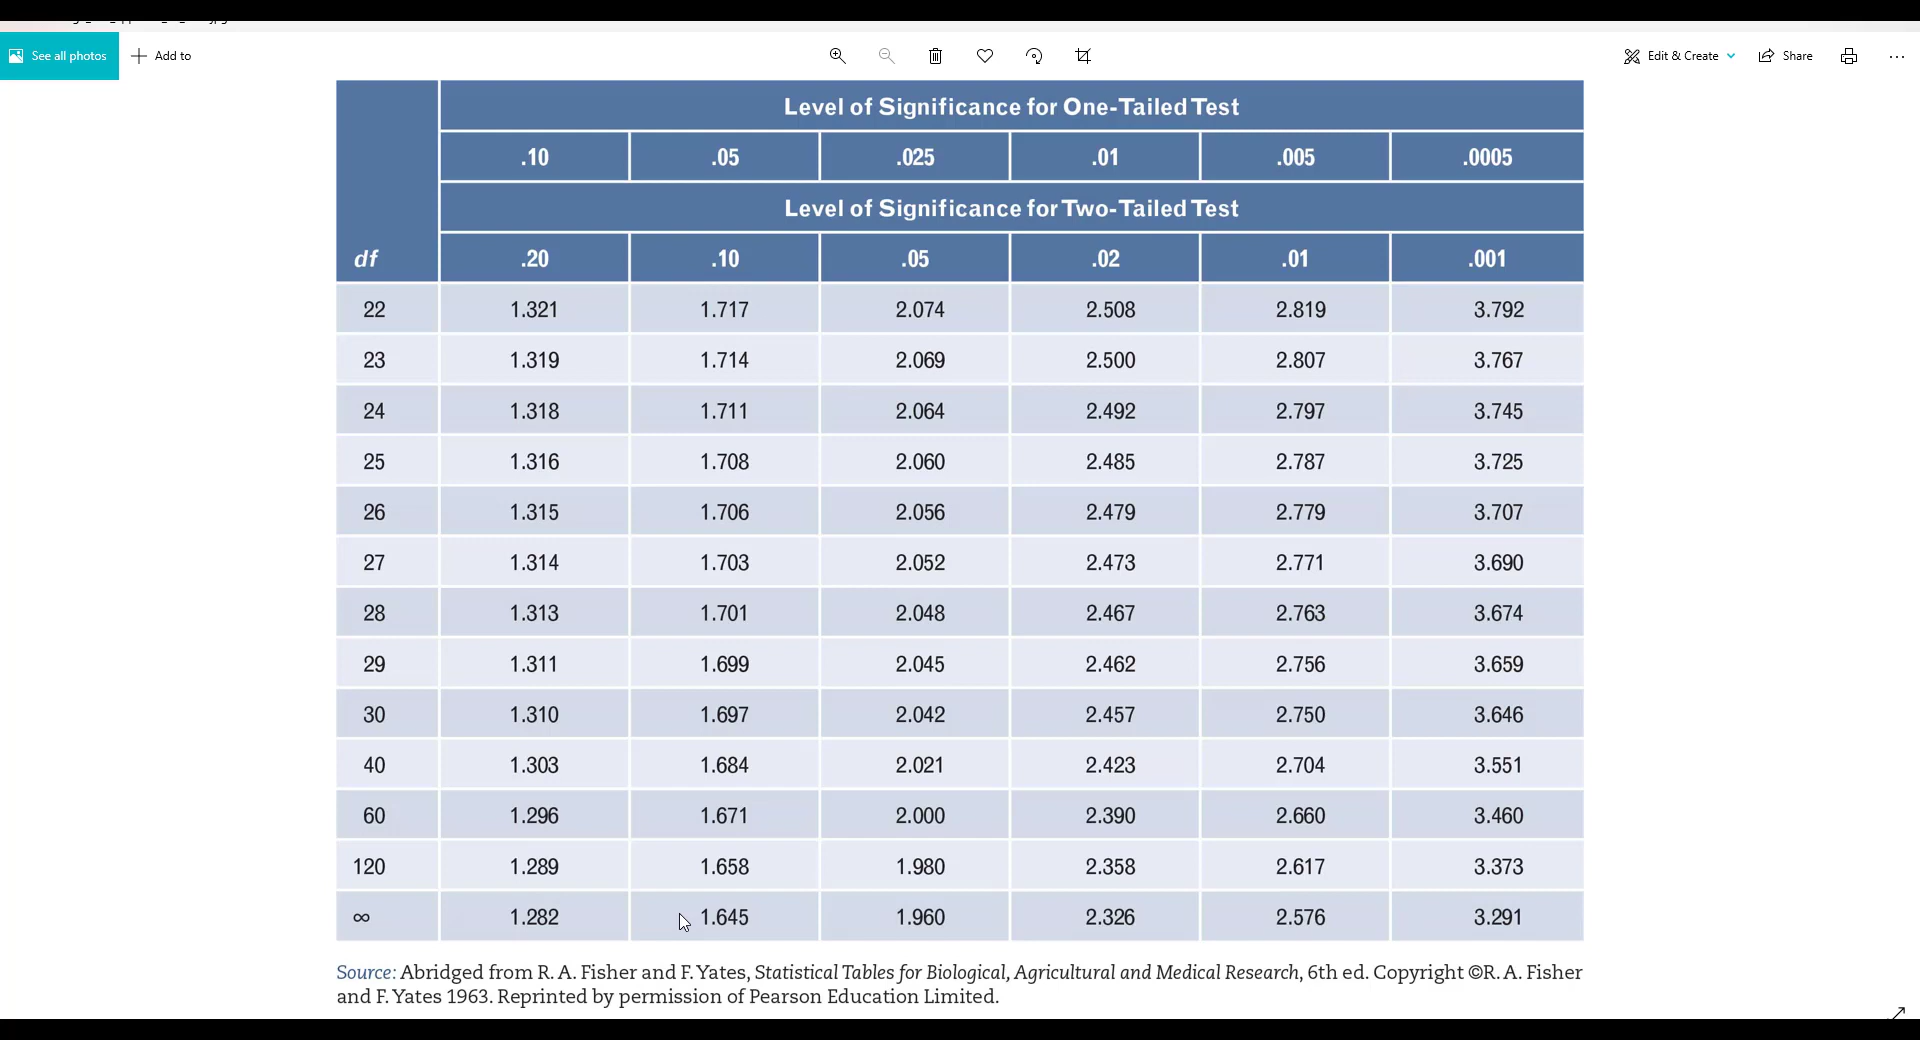 See all photos
Add to
Edit & Create
Share
Level of Significance for One-Tailed Test
.10 .05 .025 .01 .005 .0005
Level of Significance for Two-Tailed Test
df .20 .10 .05 .02 .01 .001
22 1.321 1.717 2.074 2.508 2.819 3.792
23 1.319 1.714 2.069 2.500 2.807 3.767
24 1.318 1.711 2.064 2.492 2.797 3.745
25 1.316 1.708 2.060 2.485 2.787 3.725
26 1.315 1.706 2.056 2.479 2.779 3.707
27 1.314 1.703 2.052 2.473 2.771 3.690
28 1.313 1.701 2.048 2.467 2.763 3.674
29 1.311 1.699 2.045 2.462 2.756 3.659
30 1.310 1.697 2.042 2.457 2.750 3.646
40 1.303 1.684 2.021 2.423 2.704 3.551
60 1.296 1.671 2.000 2.390 2.660 3.460
120 1.289 1.658 1.980 2.358 2.617 3.373
∞ 1.282 1.645 1.960 2.326 2.576 3.291
Source: Abridged from R. A. Fisher and F. Yates, Statistical Tables for Biological, Agricultural and Medical Research, 6th ed. Copyright ©R. A. Fisher
and F. Yates 1963. Reprinted by permission of Pearson Education Limited.